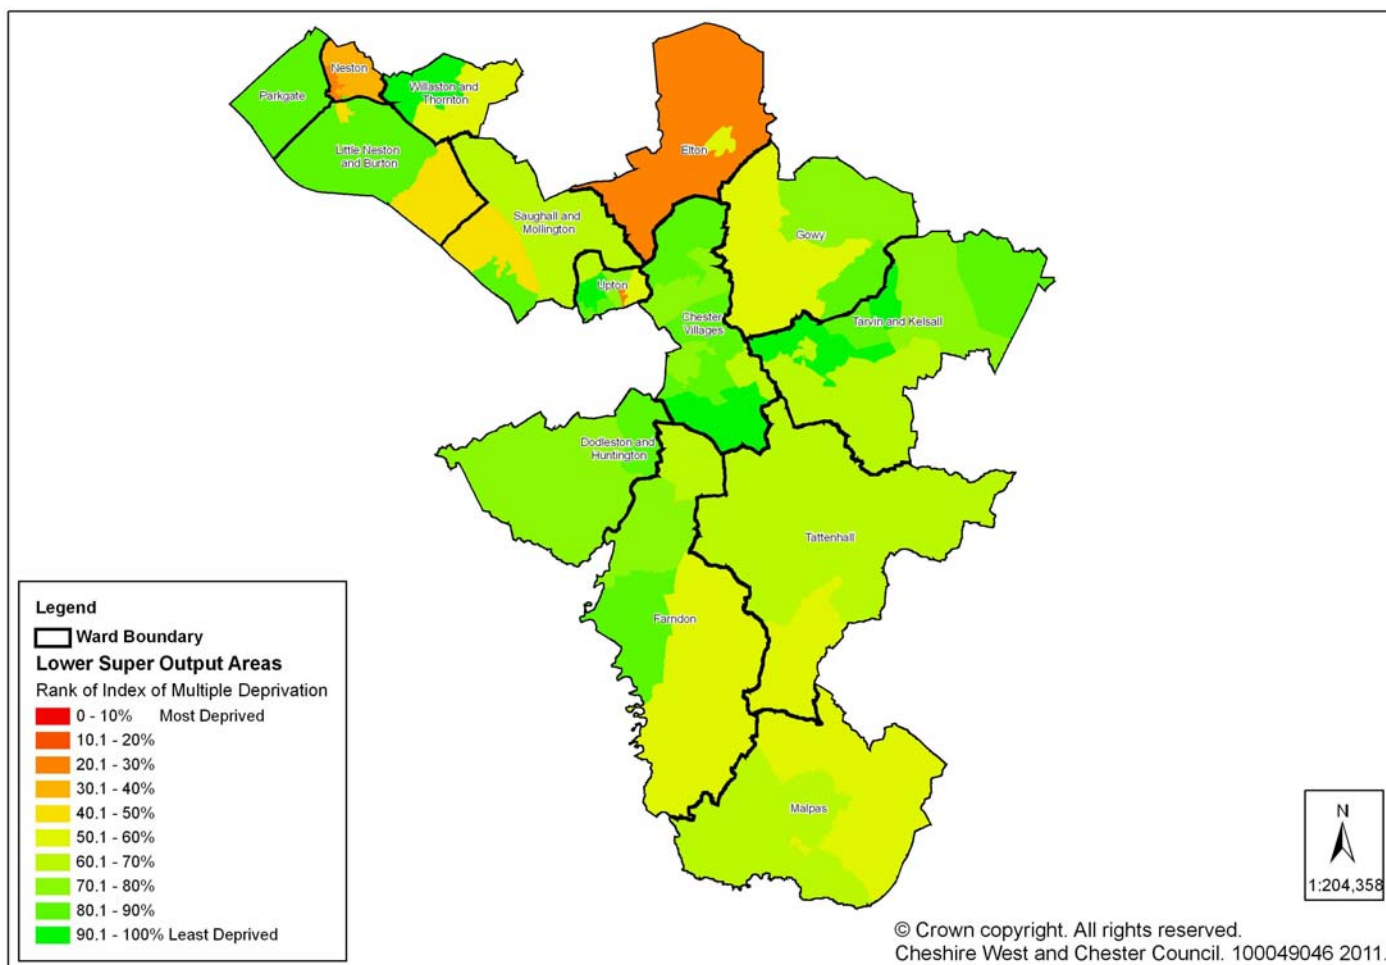 Neston
Parkgate
Willaston and
Thornton
Little Neston
and Burton
Elton
Saughall and
Mollington
Gowy
Upton
Chester
Villages
Tarvin and Kelsall
Dodleston and
Huntington
Tattenhall
Farndon
Malpas
Legend
Ward Boundary
Lower Super Output Areas
Rank of Index of Multiple Deprivation
0 - 10% Most Deprived
10.1 - 20%
20.1 - 30%
30.1 - 40%
40.1 - 50%
50.1 - 60%
60.1 - 70%
70.1 - 80%
80.1 - 90%
90.1 - 100% Least Deprived
N
1:204,358
© Crown copyright. All rights reserved.
Cheshire West and Chester Council. 100049046 2011.